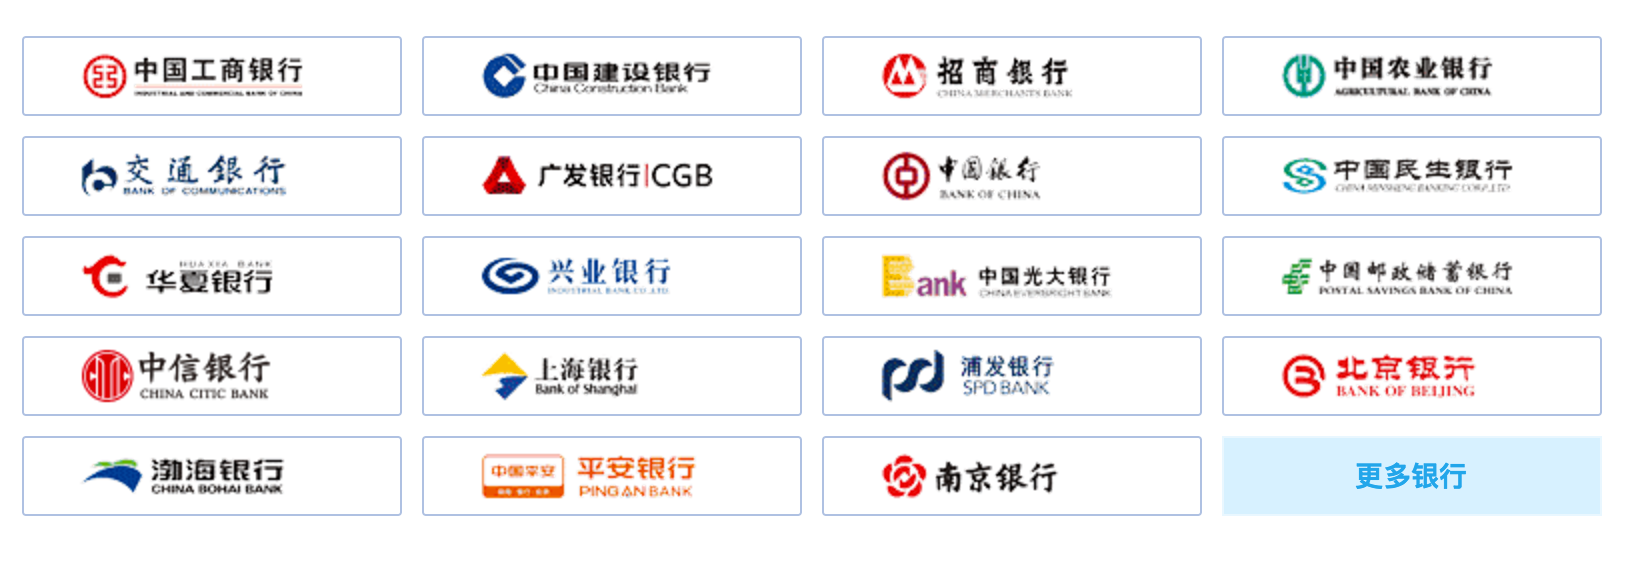 中国工商银行
INDUSTRIAL AND COMMERCIAL BANK OF CHINA
中国建设银行
China Construction Bank
招商银行
CHINA MERCHANTS BANK
中国农业银行
AGRICULTURAL BANK OF CHINA
交通銀行
BANK OF COMMUNICATIONS
广发银行|CGB
中国银行
BANK OF CHINA
中国民生银行
CHINA MINSHENG BANKING CORP.,LTD
HUAXIA BANK
华夏银行
兴业银行
INDUSTRIAL BANK CO.,LTD.
Bank
中国光大银行
CHINA EVERBRIGHT BANK
中国邮政储蓄银行
POSTAL SAVINGS BANK OF CHINA
中信银行
CHINA CITIC BANK
上海银行
Bank of Shanghai
浦发银行
SPD BANK
北京银行
BANK OF BEIJING
渤海银行
CHINA BOHAI BANK
中国平安
平安银行
PING AN BANK
南京银行
更多银行